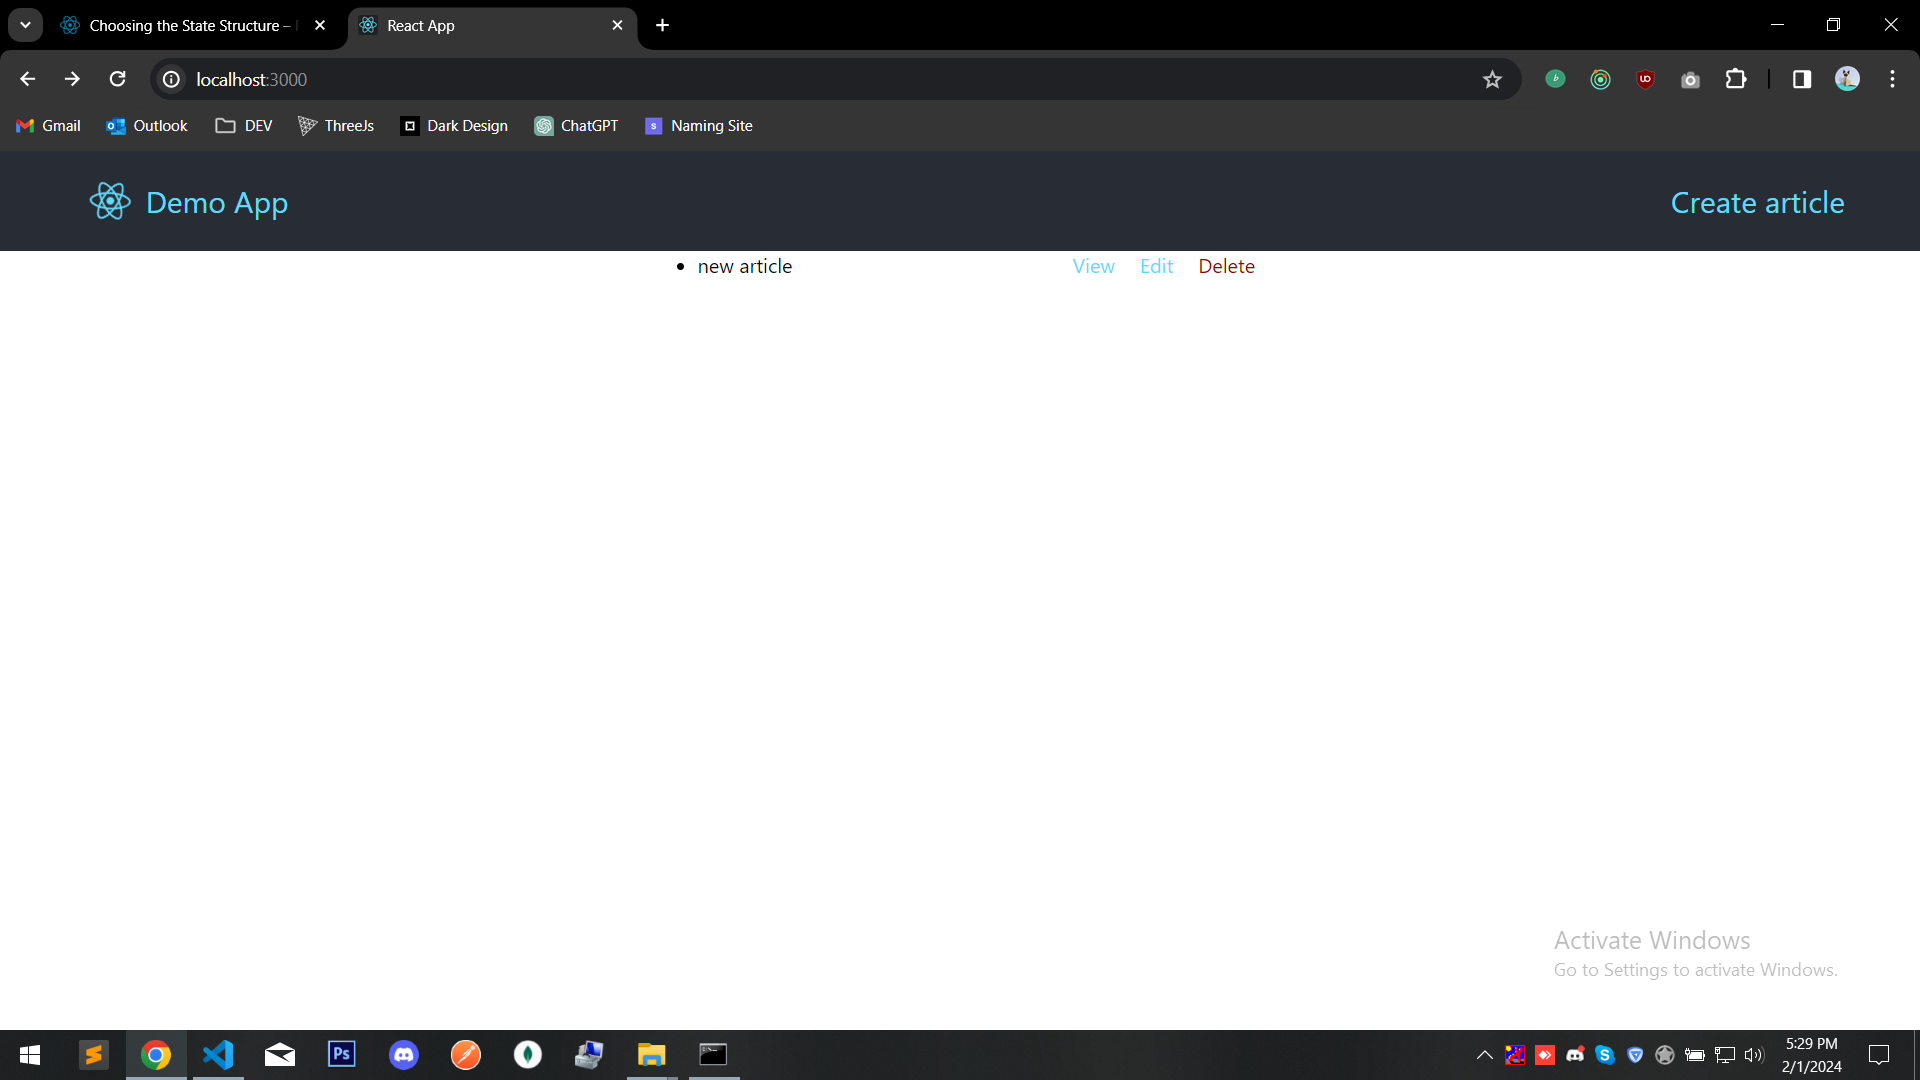 Choosing the State Structure –
React App
localhost:3000
Gmail
Outlook
DEV
ThreeJs
Dark Design
ChatGPT
Naming Site
Demo App
Create article
new article
View
Edit
Delete
Activate Windows
Go to Settings to activate Windows.
5:29 PM
2/1/2024